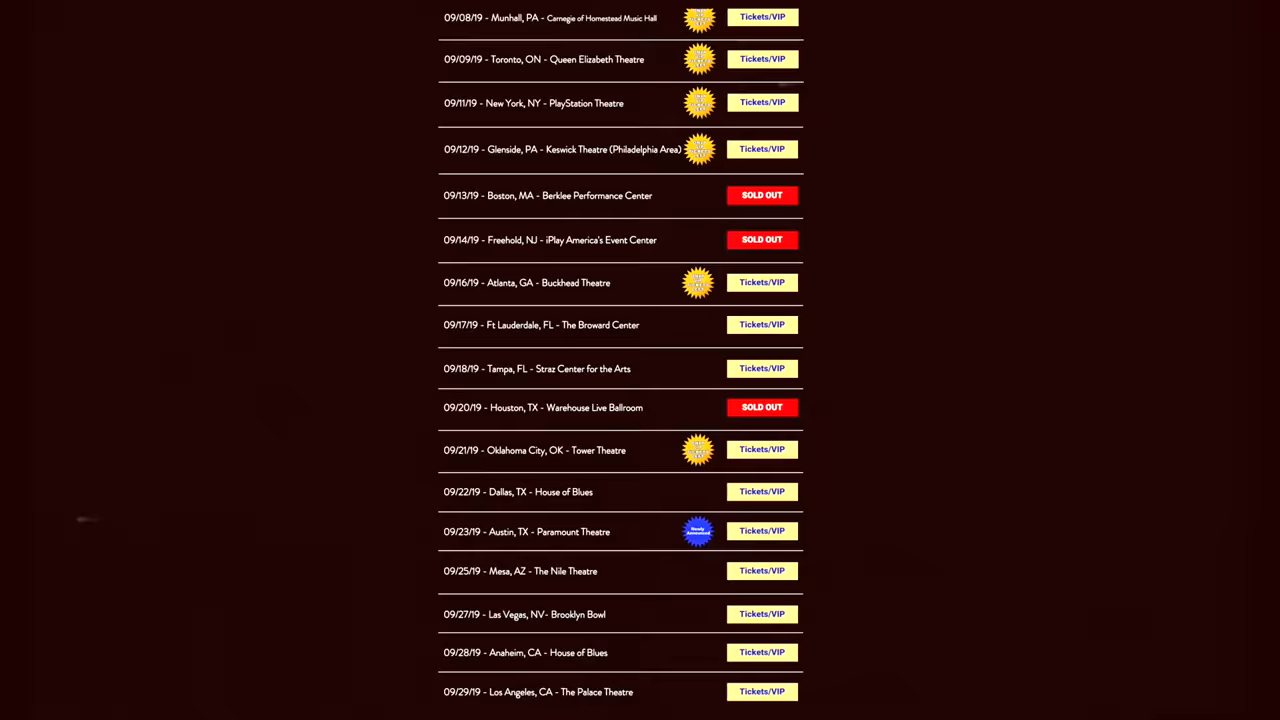 09/08/19 - Munhall, PA - Carnegie of Homestead Music Hall Tickets/VIP
09/09/19 - Toronto, ON - Queen Elizabeth Theatre Tickets/VIP
09/11/19 - New York, NY - PlayStation Theatre Tickets/VIP
09/12/19 - Glenside, PA - Keswick Theatre (Philadelphia Area) Tickets/VIP
09/13/19 - Boston, MA - Berklee Performance Center SOLD OUT
09/14/19 - Freehold, NJ - iPlay America's Event Center SOLD OUT
09/16/19 - Atlanta, GA - Buckhead Theatre Tickets/VIP
09/17/19 - Ft Lauderdale, FL - The Broward Center Tickets/VIP
09/18/19 - Tampa, FL - Straz Center for the Arts Tickets/VIP
09/20/19 - Houston, TX - Warehouse Live Ballroom SOLD OUT
09/21/19 - Oklahoma City, OK - Tower Theatre Tickets/VIP
09/22/19 - Dallas, TX - House of Blues Tickets/VIP
09/23/19 - Austin, TX - Paramount Theatre Newly Announced Tickets/VIP
09/25/19 - Mesa, AZ - The Nile Theatre Tickets/VIP
09/27/19 - Las Vegas, NV- Brooklyn Bowl Tickets/VIP
09/28/19 - Anaheim, CA - House of Blues Tickets/VIP
09/29/19 - Los Angeles, CA - The Palace Theatre Tickets/VIP